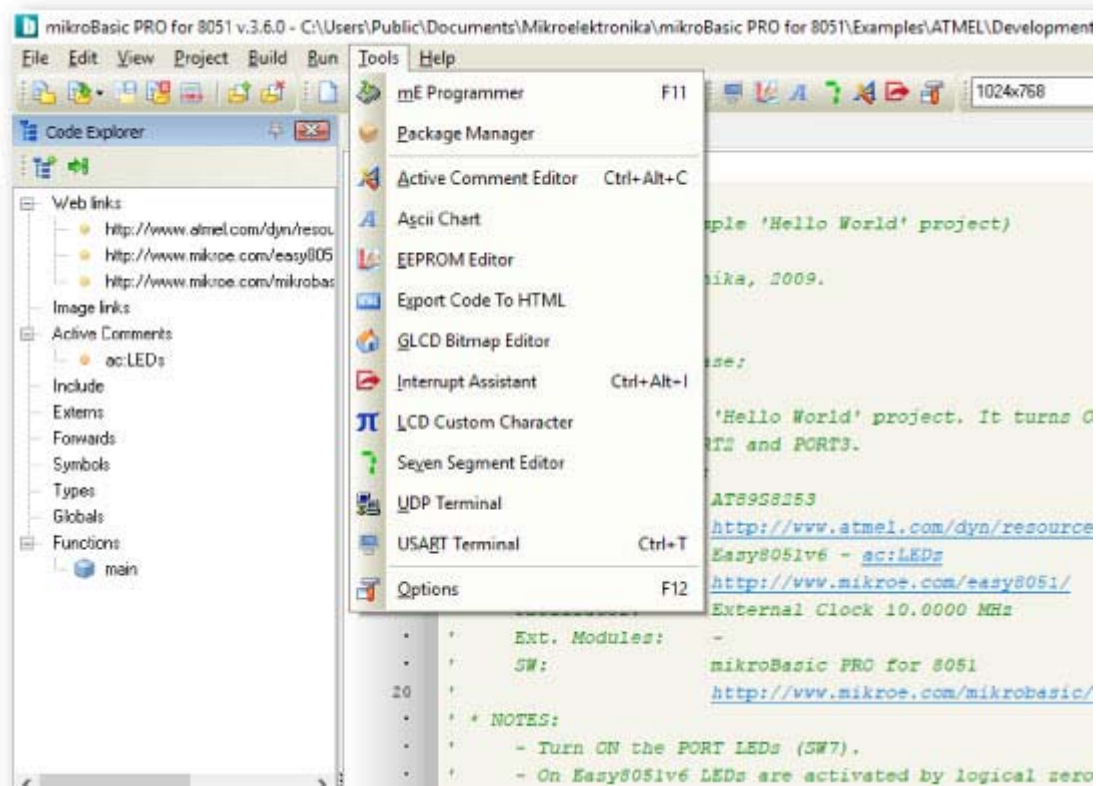 mikroBasic PRO for 8051 v.3.6.0 - C:\Users\Public\Documents\Mikroelektronika\mikroBasic PRO for 8051\Examples\ATMEL\Development
File Edit View Project Build Run Tools Help
1024x768
Code Explorer
Web links
http://www.atmel.com/dyn/resou
http://www.mikroe.com/easy805
http://www.mikroe.com/mikrobas
Image links
Active Comments
ac:LEDs
Include
Externs
Forwards
Symbols
Types
Globals
Functions
main
mE Programmer F11
Package Manager
Active Comment Editor Ctrl+Alt+C
Ascii Chart
EEPROM Editor
Export Code To HTML
GLCD Bitmap Editor
Interrupt Assistant Ctrl+Alt+I
LCD Custom Character
Seven Segment Editor
UDP Terminal
USART Terminal Ctrl+T
Options F12
ple 'Hello World' project)
ika, 2009.
ase;
'Hello World' project. It turns O
RT2 and PORT3.
AT89S8253
http://www.atmel.com/dyn/resource
Easy8051v6 - ac:LEDs
http://www.mikroe.com/easy8051/
External Clock 10.0000 MHz
' Ext. Modules: -
' SW: mikroBasic PRO for 8051
20 ' http://www.mikroe.com/mikrobasic/
' * NOTES:
' - Turn ON the PORT LEDs (SW7).
' - On Easy8051v6 LEDs are activated by logical zero